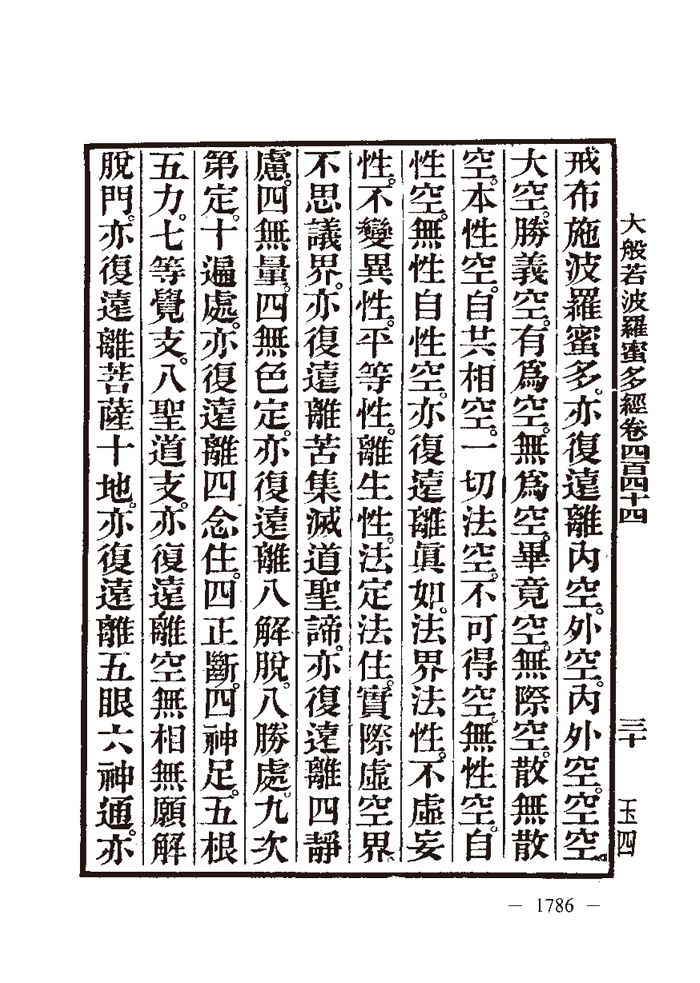 大般若波羅蜜多經卷四百四十四
三十
玉四
戒布施波羅蜜多。亦復遠離內空。外空。內外空。空空。
大空。勝義空。有爲空。無爲空。畢竟空。無際空。散無散
空。本性空。自共相空。一切法空。不可得空。無性空。自
性空。無性自性空。亦復遠離眞如。法界法性。不虛妄
性。不變異性。平等性。離生性。法定法住。實際虛空界。
不思議界。亦復遠離苦集滅道聖諦。亦復遠離四靜
慮。四無量。四無色定。亦復遠離八解脫。八勝處。九次
第定。十遍處。亦復遠離四念住。四正斷。四神足。五根
五力。七等覺支。八聖道支。亦復遠離空無相無願解
脫門。亦復遠離菩薩十地。亦復遠離五眼六神通。亦
— 1786 —